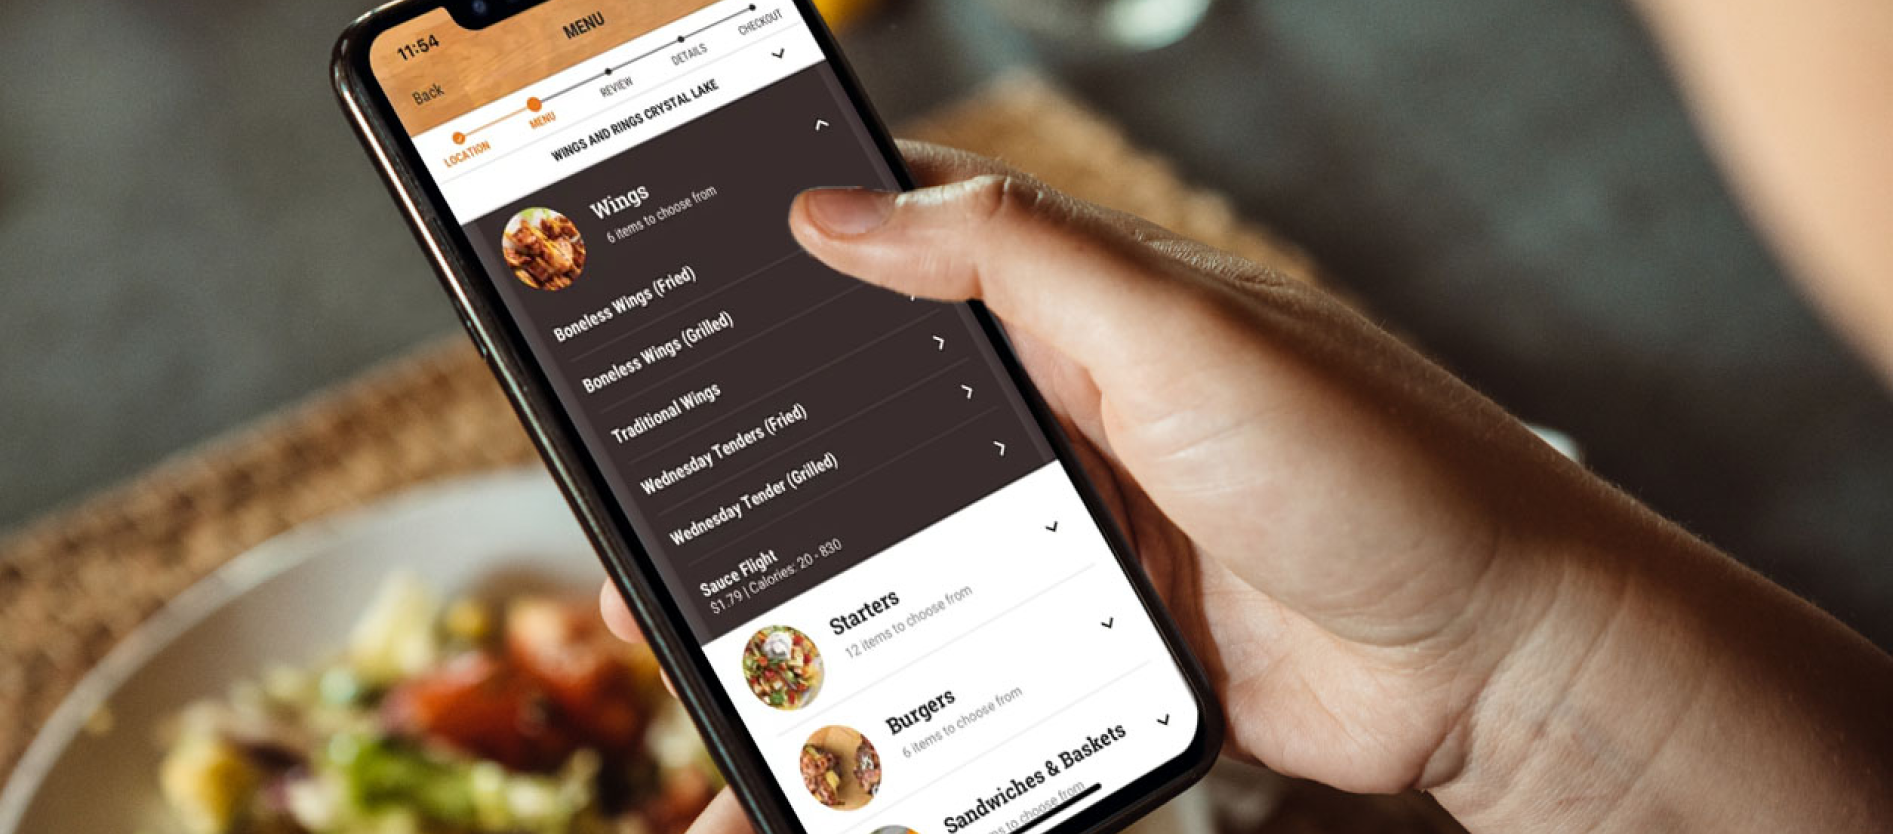 11:54
MENU
Back
LOCATION
MENU
REVIEW
DETAILS
CHECKOUT
WINGS AND RINGS CRYSTAL LAKE
Wings
6 items to choose from
Boneless Wings (Fried)
Boneless Wings (Grilled)
Traditional Wings
Wednesday Tenders (Fried)
Wednesday Tender (Grilled)
Sauce Flight
$1.79 | Calories: 20 - 830
Starters
12 items to choose from
Burgers
6 items to choose from
Sandwiches & Baskets
to choose from